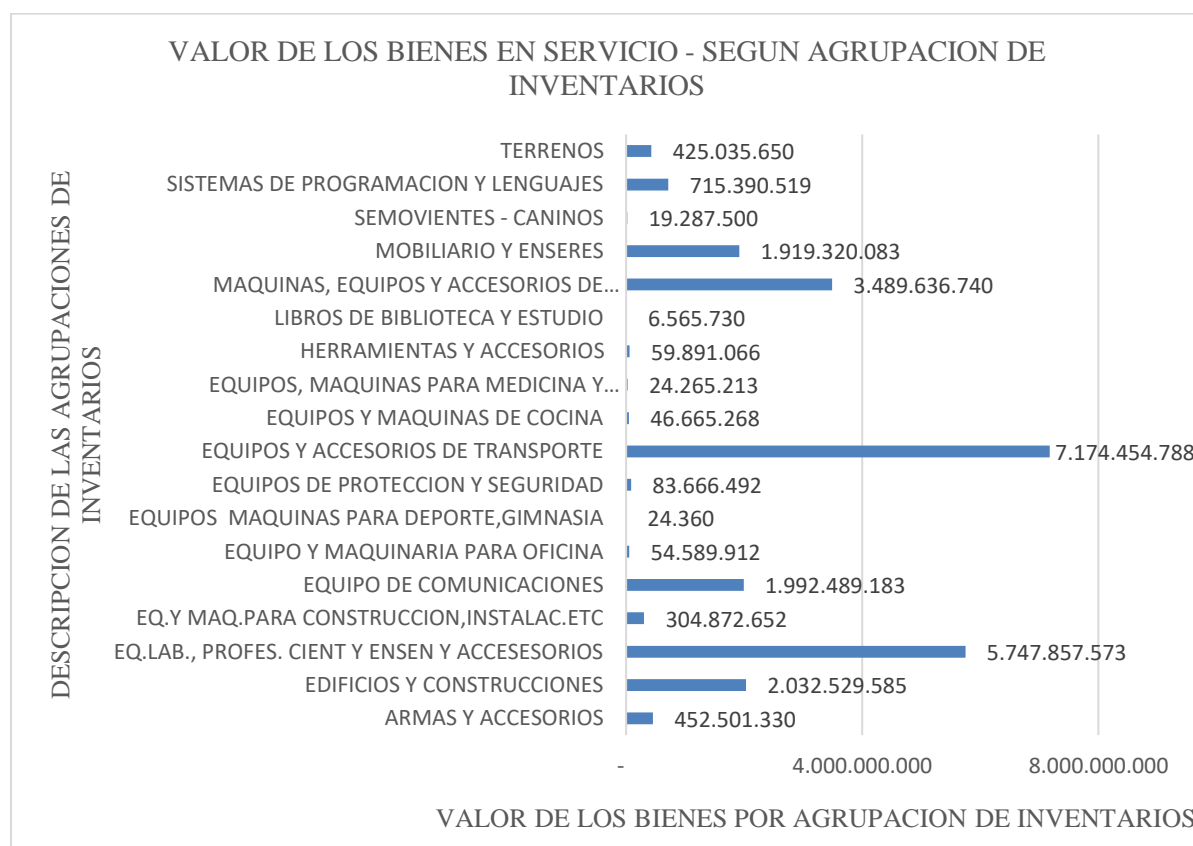 VALOR DE LOS BIENES EN SERVICIO - SEGUN AGRUPACION DE
INVENTARIOS
DESCRIPCION DE LAS AGRUPACIONES DE
INVENTARIOS
TERRENOS 425.035.650
SISTEMAS DE PROGRAMACION Y LENGUAJES 715.390.519
SEMOVIENTES - CANINOS 19.287.500
MOBILIARIO Y ENSERES 1.919.320.083
MAQUINAS, EQUIPOS Y ACCESORIOS DE... 3.489.636.740
LIBROS DE BIBLIOTECA Y ESTUDIO 6.565.730
HERRAMIENTAS Y ACCESORIOS 59.891.066
EQUIPOS, MAQUINAS PARA MEDICINA Y... 24.265.213
EQUIPOS Y MAQUINAS DE COCINA 46.665.268
EQUIPOS Y ACCESORIOS DE TRANSPORTE 7.174.454.788
EQUIPOS DE PROTECCION Y SEGURIDAD 83.666.492
EQUIPOS  MAQUINAS PARA DEPORTE,GIMNASIA 24.360
EQUIPO Y MAQUINARIA PARA OFICINA 54.589.912
EQUIPO DE COMUNICACIONES 1.992.489.183
EQ.Y MAQ.PARA CONSTRUCCION,INSTALAC.ETC 304.872.652
EQ.LAB., PROFES. CIENT Y ENSEN Y ACCESESORIOS 5.747.857.573
EDIFICIOS Y CONSTRUCCIONES 2.032.529.585
ARMAS Y ACCESORIOS 452.501.330
- 4.000.000.000 8.000.000.000
VALOR DE LOS BIENES POR AGRUPACION DE INVENTARIOS